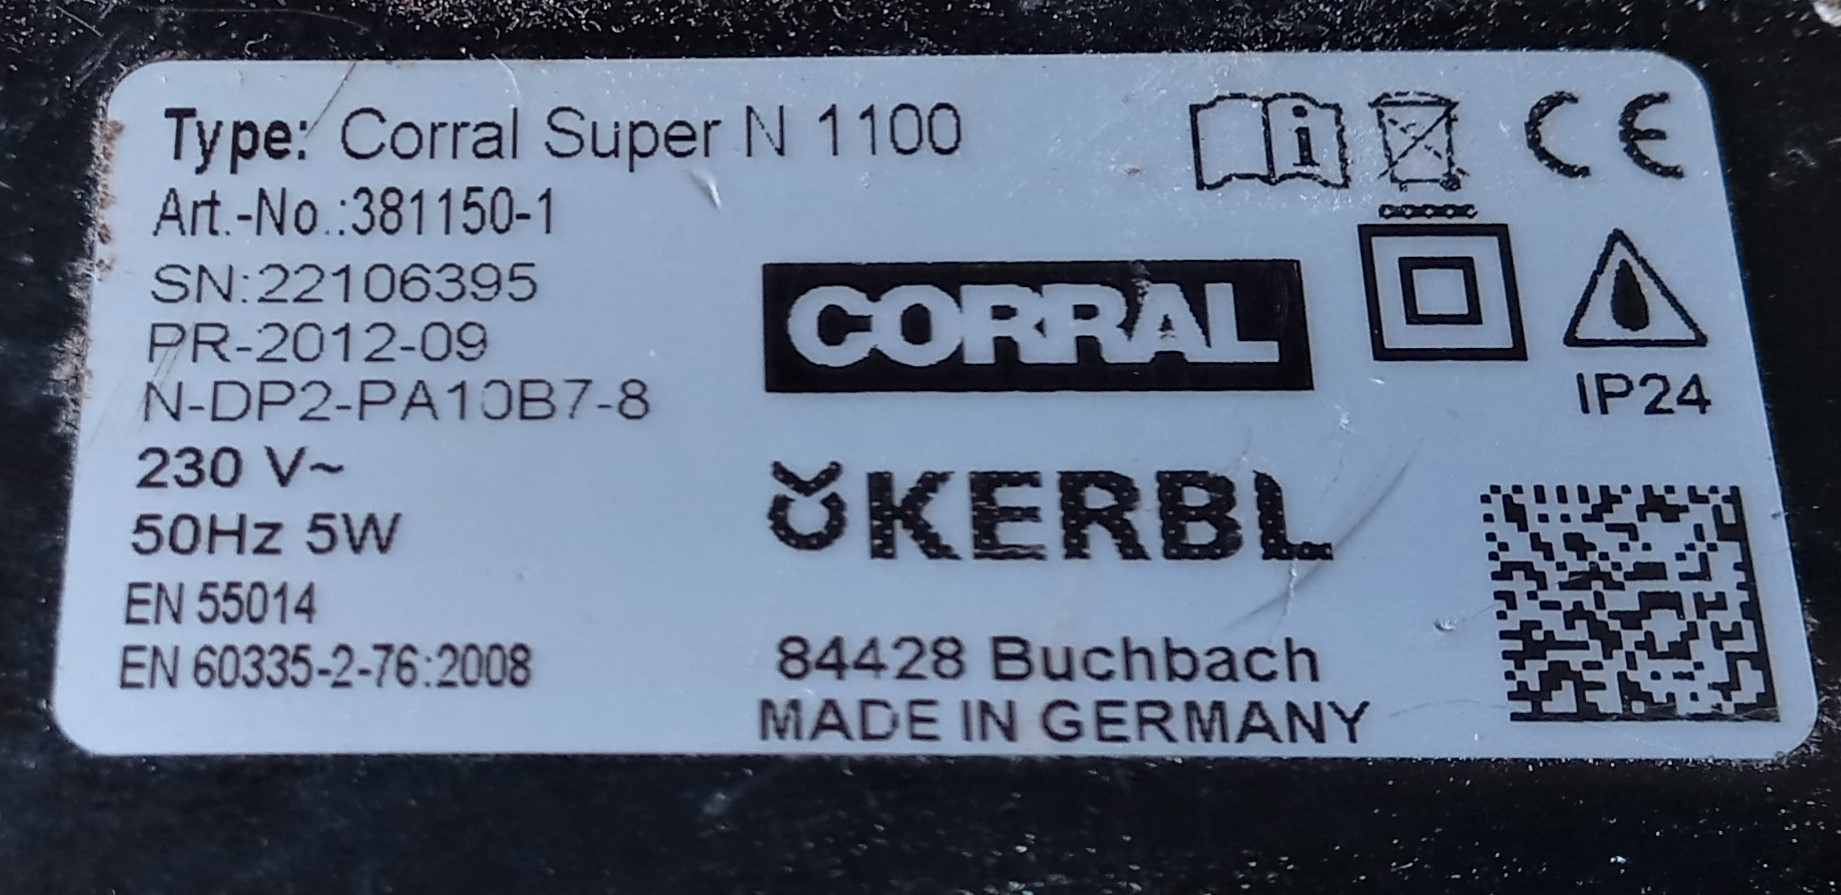 Type: Corral Super N 1100
Art.-No.:381150-1
SN:22106395
PR-2012-09
N-DP2-PA10B7-8
230 V~
50Hz 5W
EN 55014
EN 60335-2-76:2008
i
CE
CORRAL
IP24
KERBL
84428 Buchbach
MADE IN GERMANY